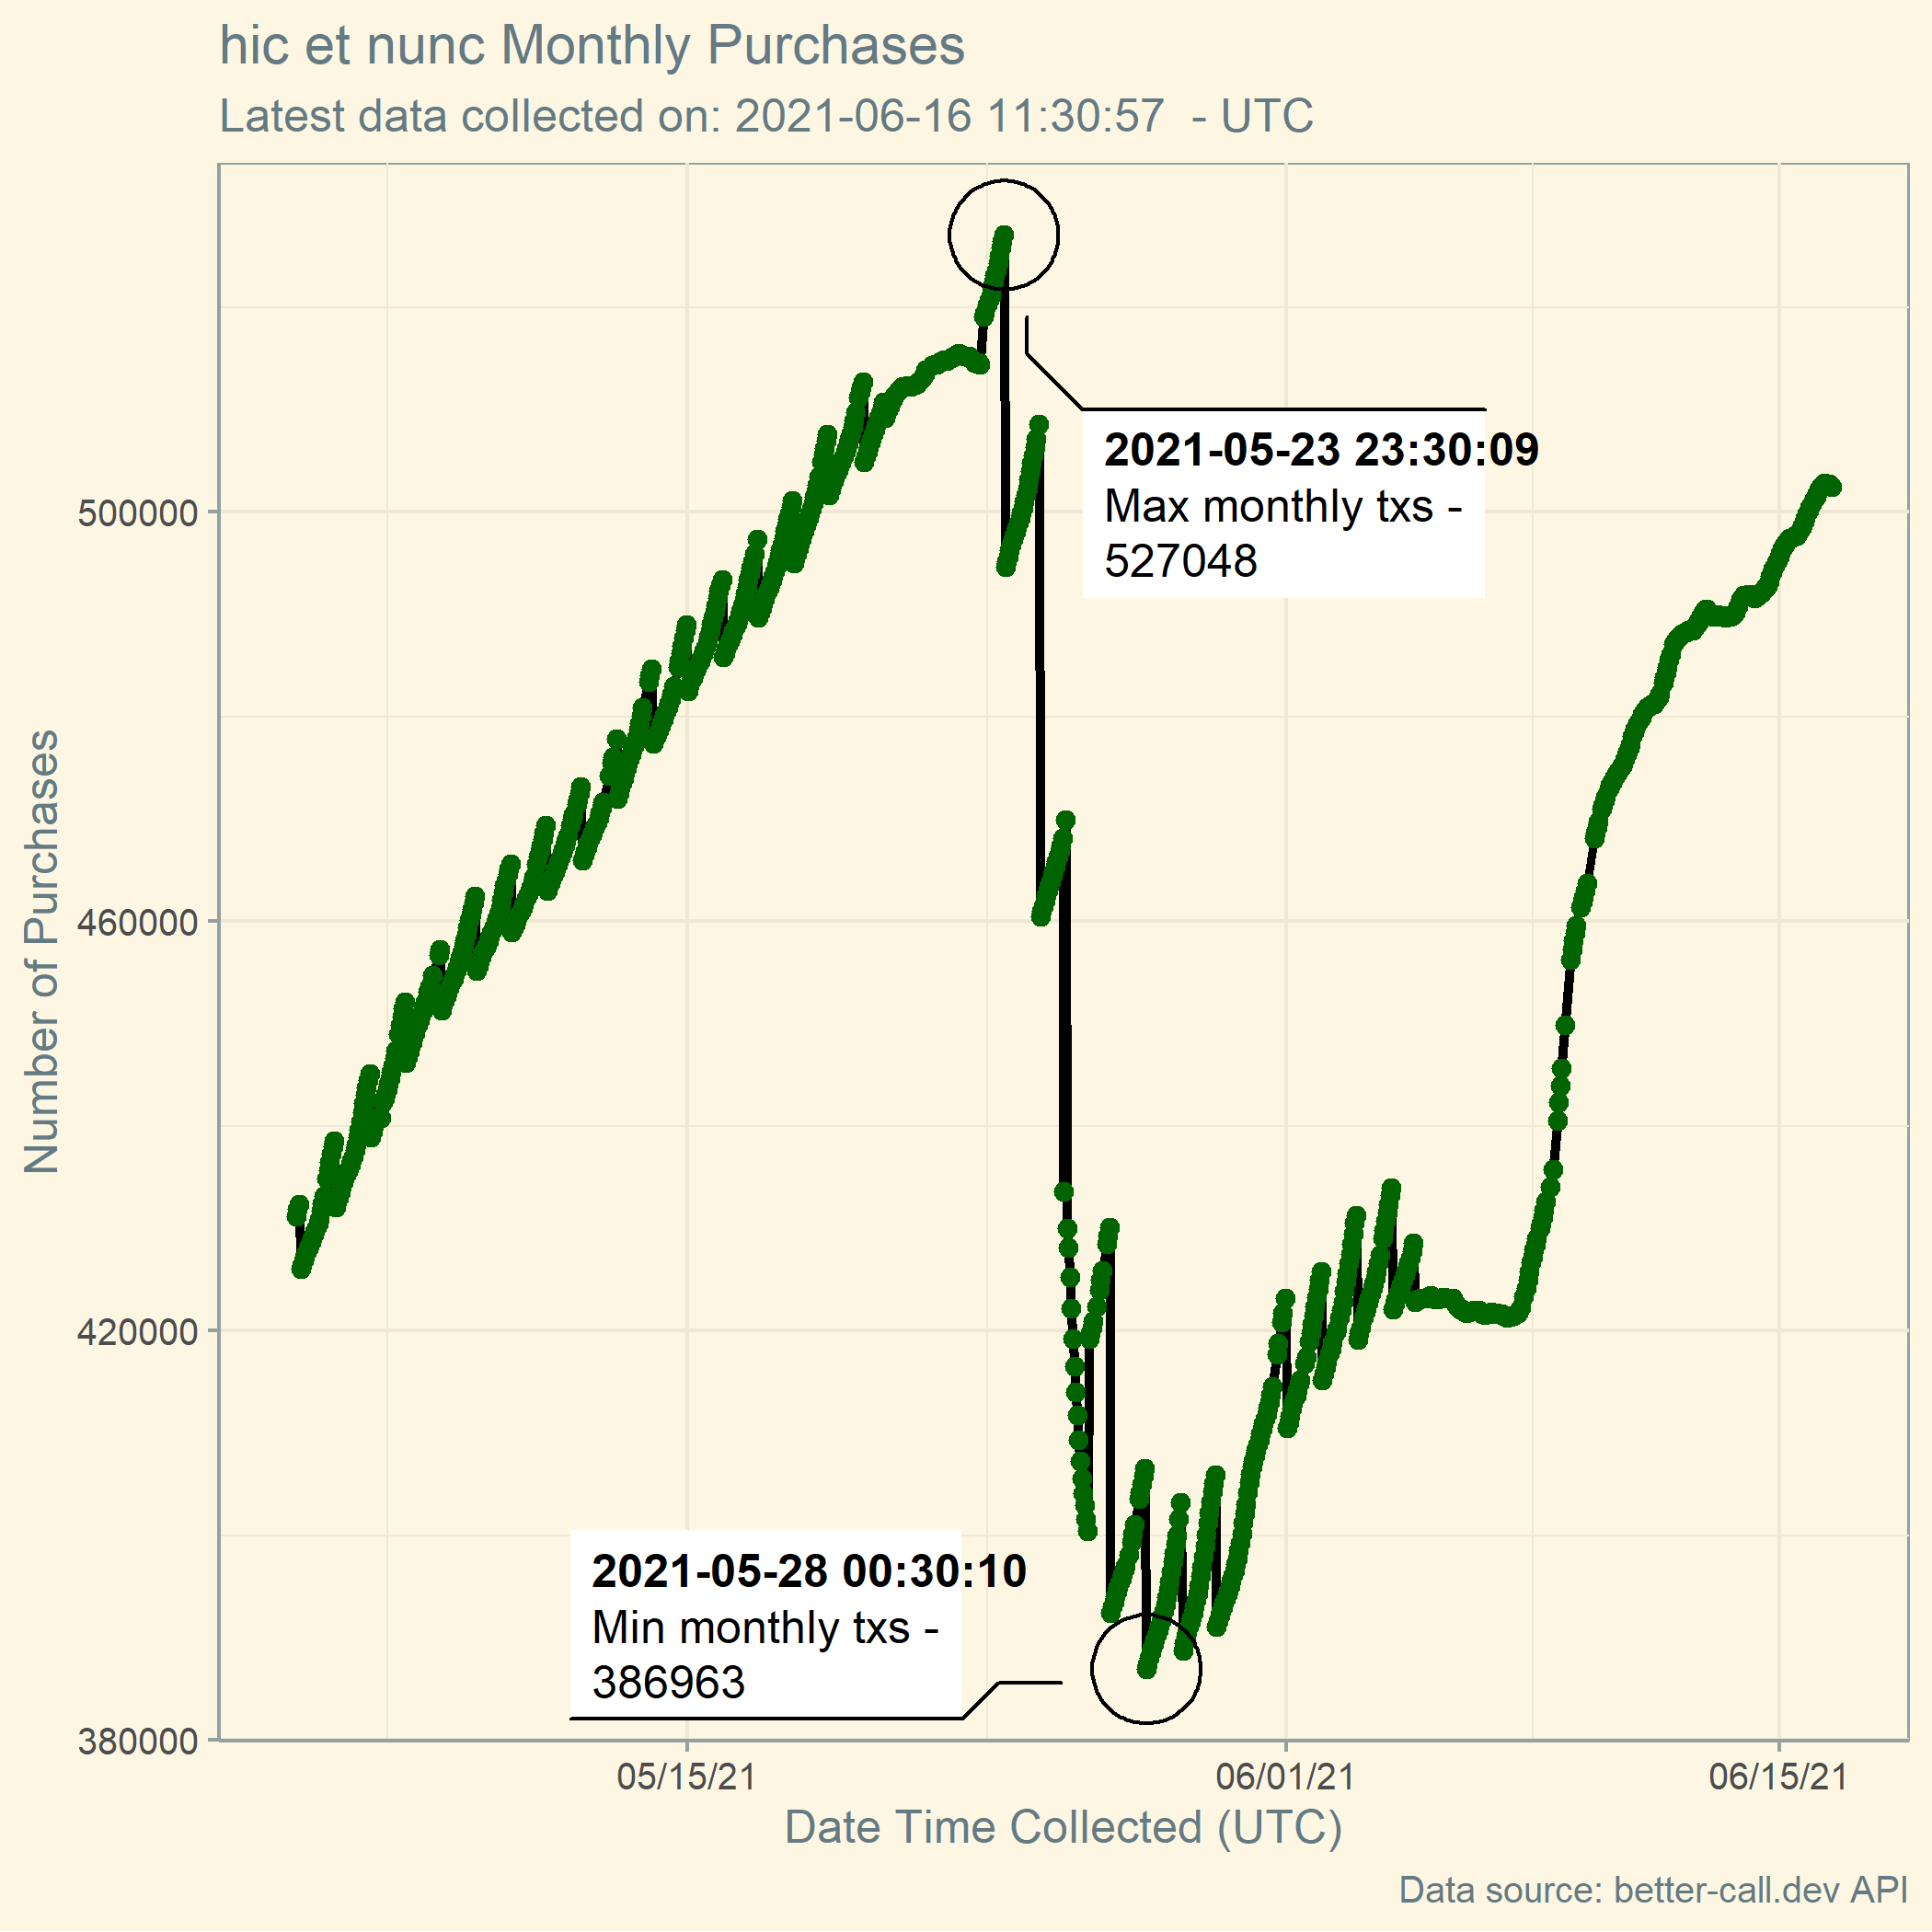 hic et nunc Monthly Purchases
Latest data collected on: 2021-06-16 11:30:57  - UTC
Number of Purchases
500000
460000
420000
380000
2021-05-23 23:30:09
Max monthly txs -
527048
2021-05-28 00:30:10
Min monthly txs -
386963
05/15/21
06/01/21
06/15/21
Date Time Collected (UTC)
Data source: better-call.dev API